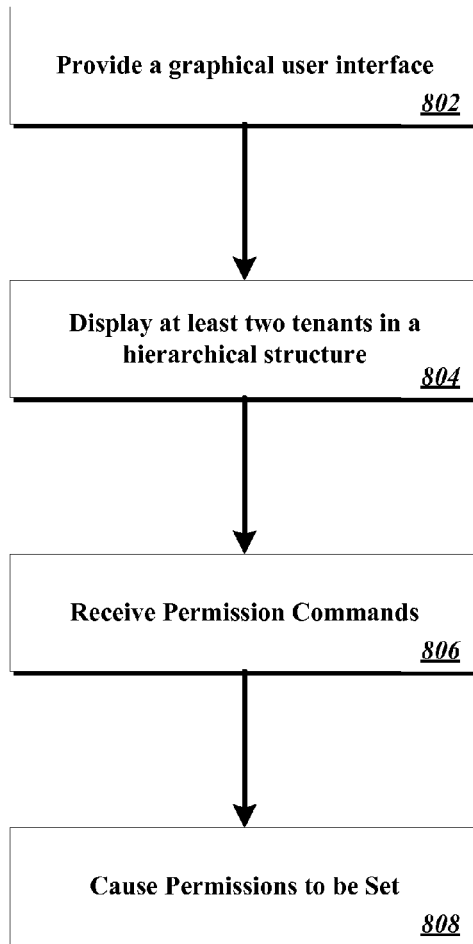 Provide a graphical user interface
802
Display at least two tenants in a
hierarchical structure
804
Receive Permission Commands
806
Cause Permissions to be Set
808